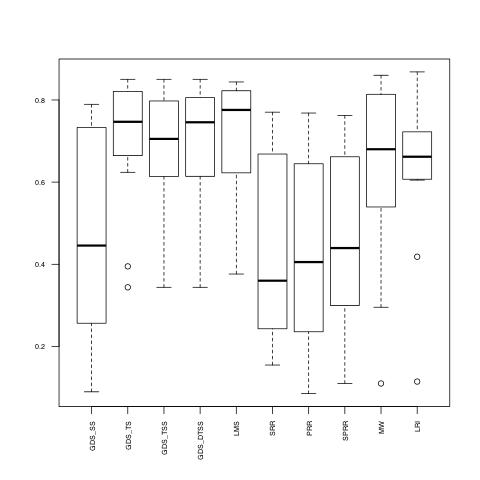 0.8
0.6
0.4
0.2
GDS_SS
GDS_TS
GDS_TSS
GDS_DTSS
LMS
SRR
PRR
SPRR
MW
LRI